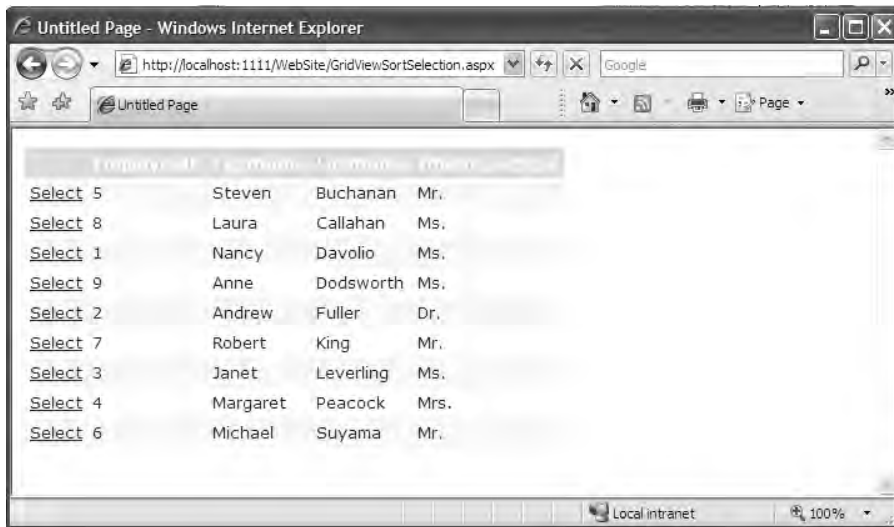 Untitled Page - Windows Internet Explorer
http://localhost:1111/WebSite/GridViewSortSelection.aspx
Google
Untitled Page
Page
Select 5 Steven Buchanan Mr.
Select 8 Laura Callahan Ms.
Select 1 Nancy Davolio Ms.
Select 9 Anne Dodsworth Ms.
Select 2 Andrew Fuller Dr.
Select 7 Robert King Mr.
Select 3 Janet Leverling Ms.
Select 4 Margaret Peacock Mrs.
Select 6 Michael Suyama Mr.
Local intranet
100%